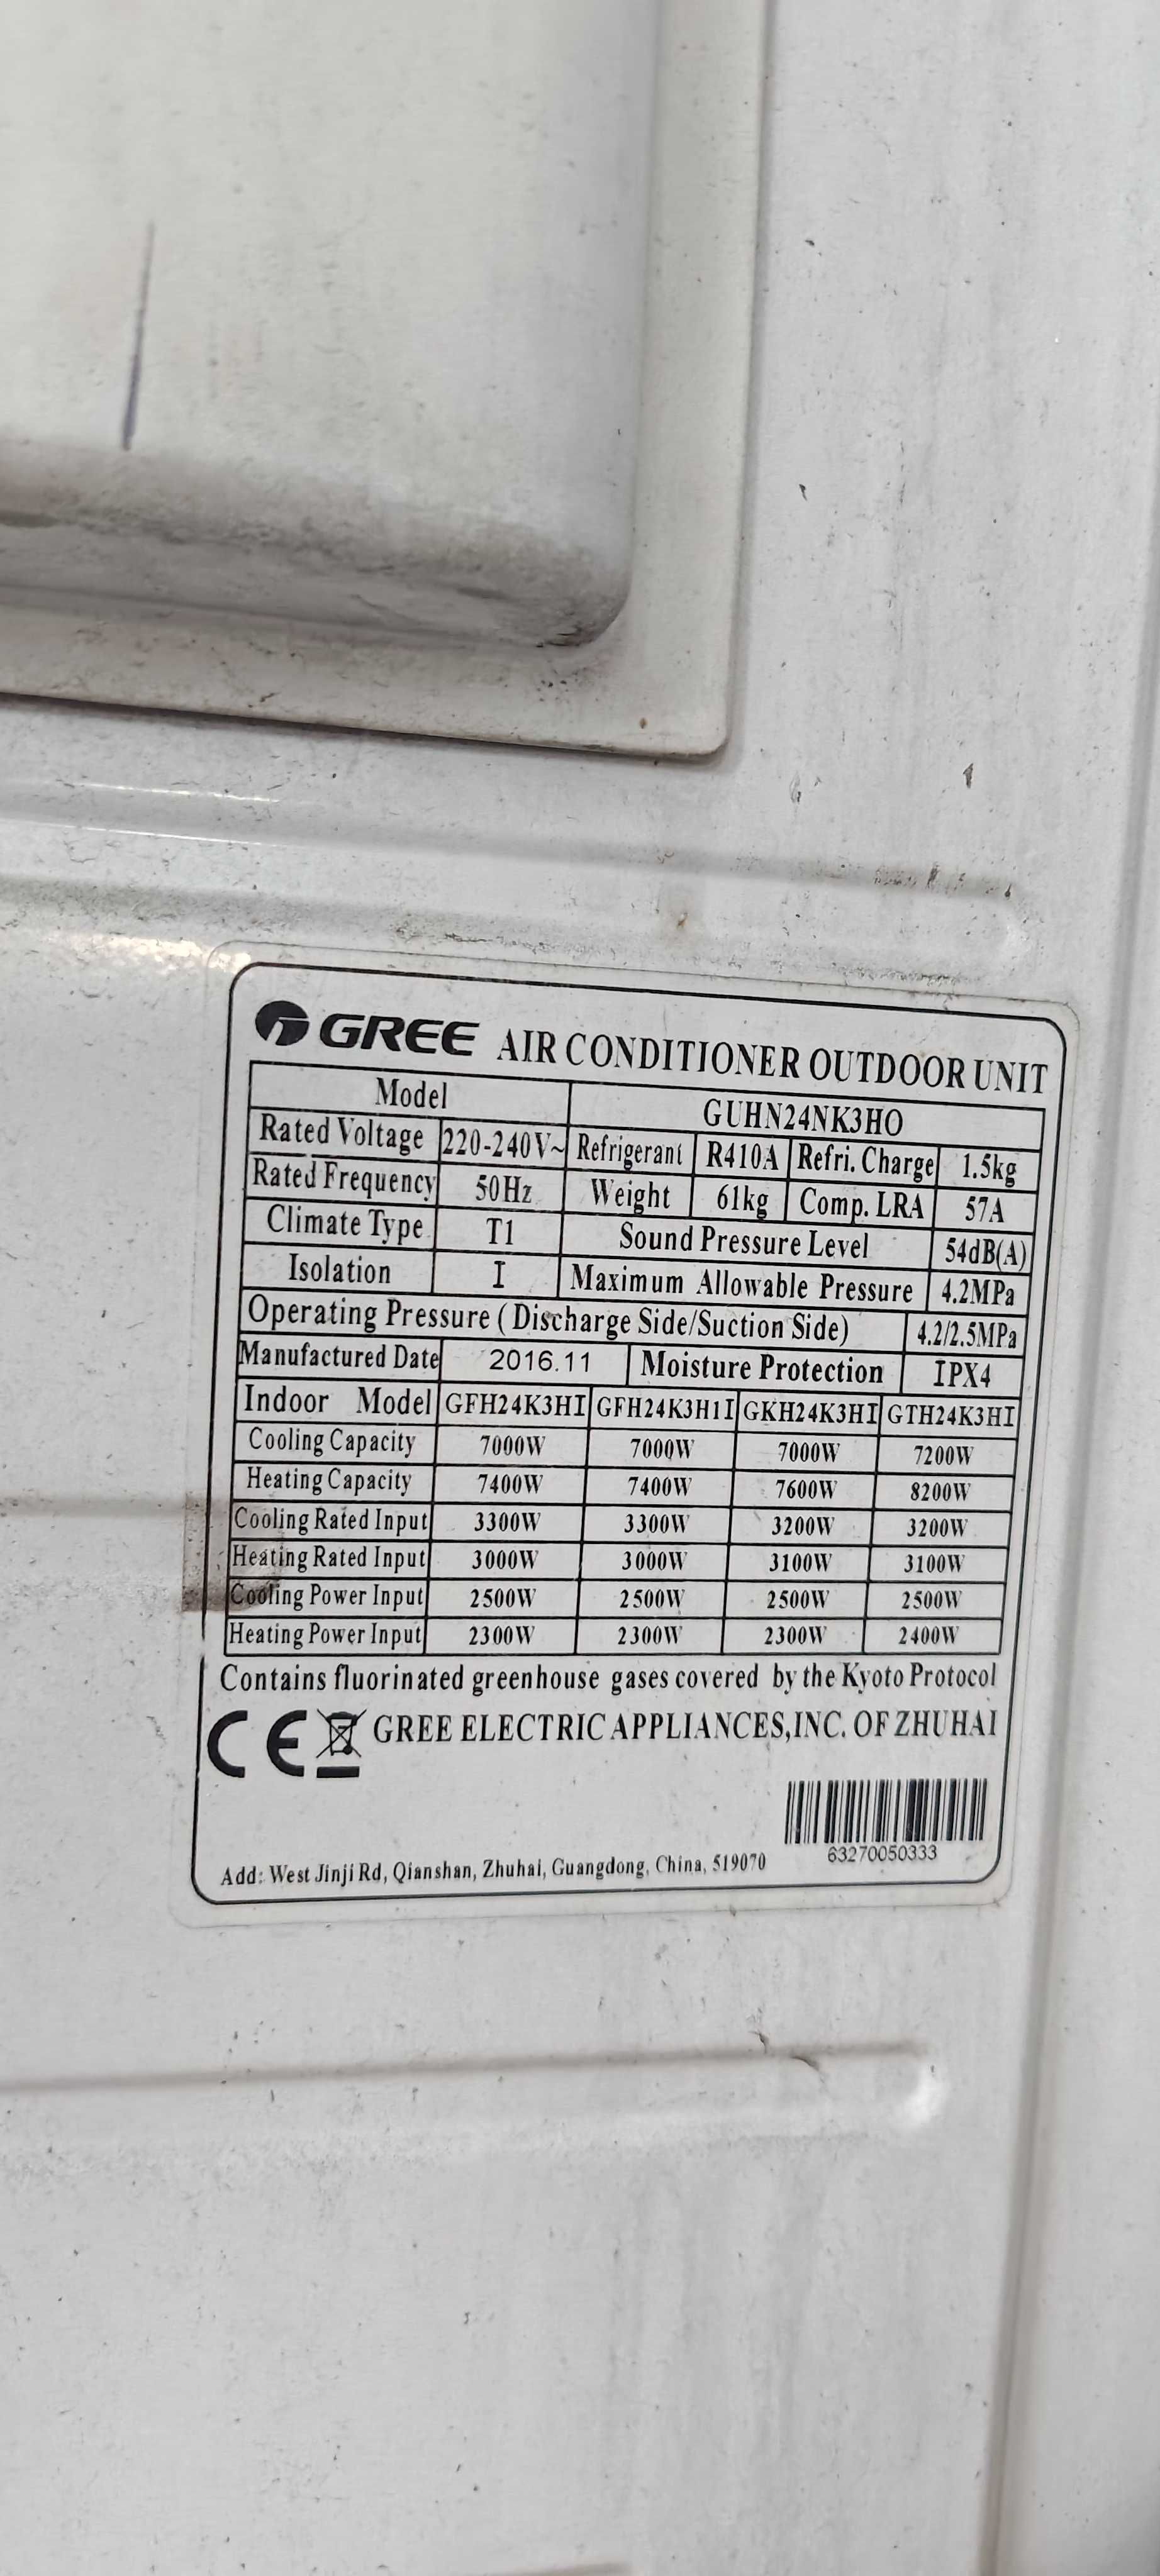 GREE AIR CONDITIONER OUTDOOR UNIT
Model GUHN24NK3HO
Rated Voltage 220-240V~ Refrigerant R410A Refri. Charge 1.5kg
Rated Frequency 50Hz Weight 61kg Comp. LRA 57A
Climate Type T1 Sound Pressure Level 54dB(A)
Isolation I Maximum Allowable Pressure 4.2MPa
Operating Pressure (Discharge Side/Suction Side) 4.2/2.5MPa
Manufactured Date 2016.11 Moisture Protection IPX4
Indoor Model GFH24K3HI GFH24K3H1I GKH24K3HI GTH24K3HI
Cooling Capacity 7000W 7000W 7000W 7200W
Heating Capacity 7400W 7400W 7600W 8200W
Cooling Rated Input 3300W 3300W 3200W 3200W
Heating Rated Input 3000W 3000W 3100W 3100W
Cooling Power Input 2500W 2500W 2500W 2500W
Heating Power Input 2300W 2300W 2300W 2400W
Contains fluorinated greenhouse gases covered by the Kyoto Protocol
CE GREE ELECTRIC APPLIANCES,INC. OF ZHUHAI
63270050333
Add: West Jinji Rd, Qianshan, Zhuhai, Guangdong, China, 519070